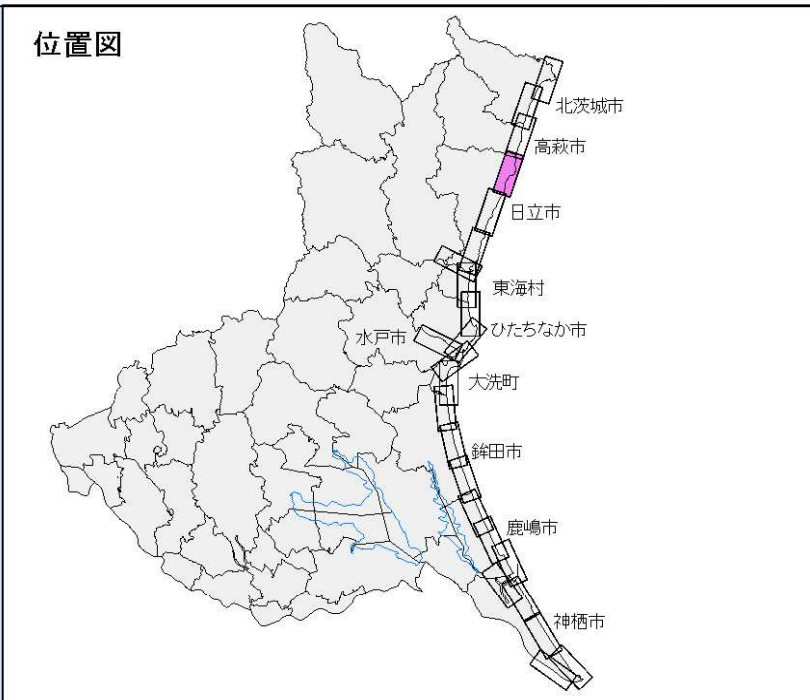 位置図
北茨城市
高萩市
日立市
東海村
水戸市
ひたちなか市
大洗町
鉾田市
鹿嶋市
神栖市